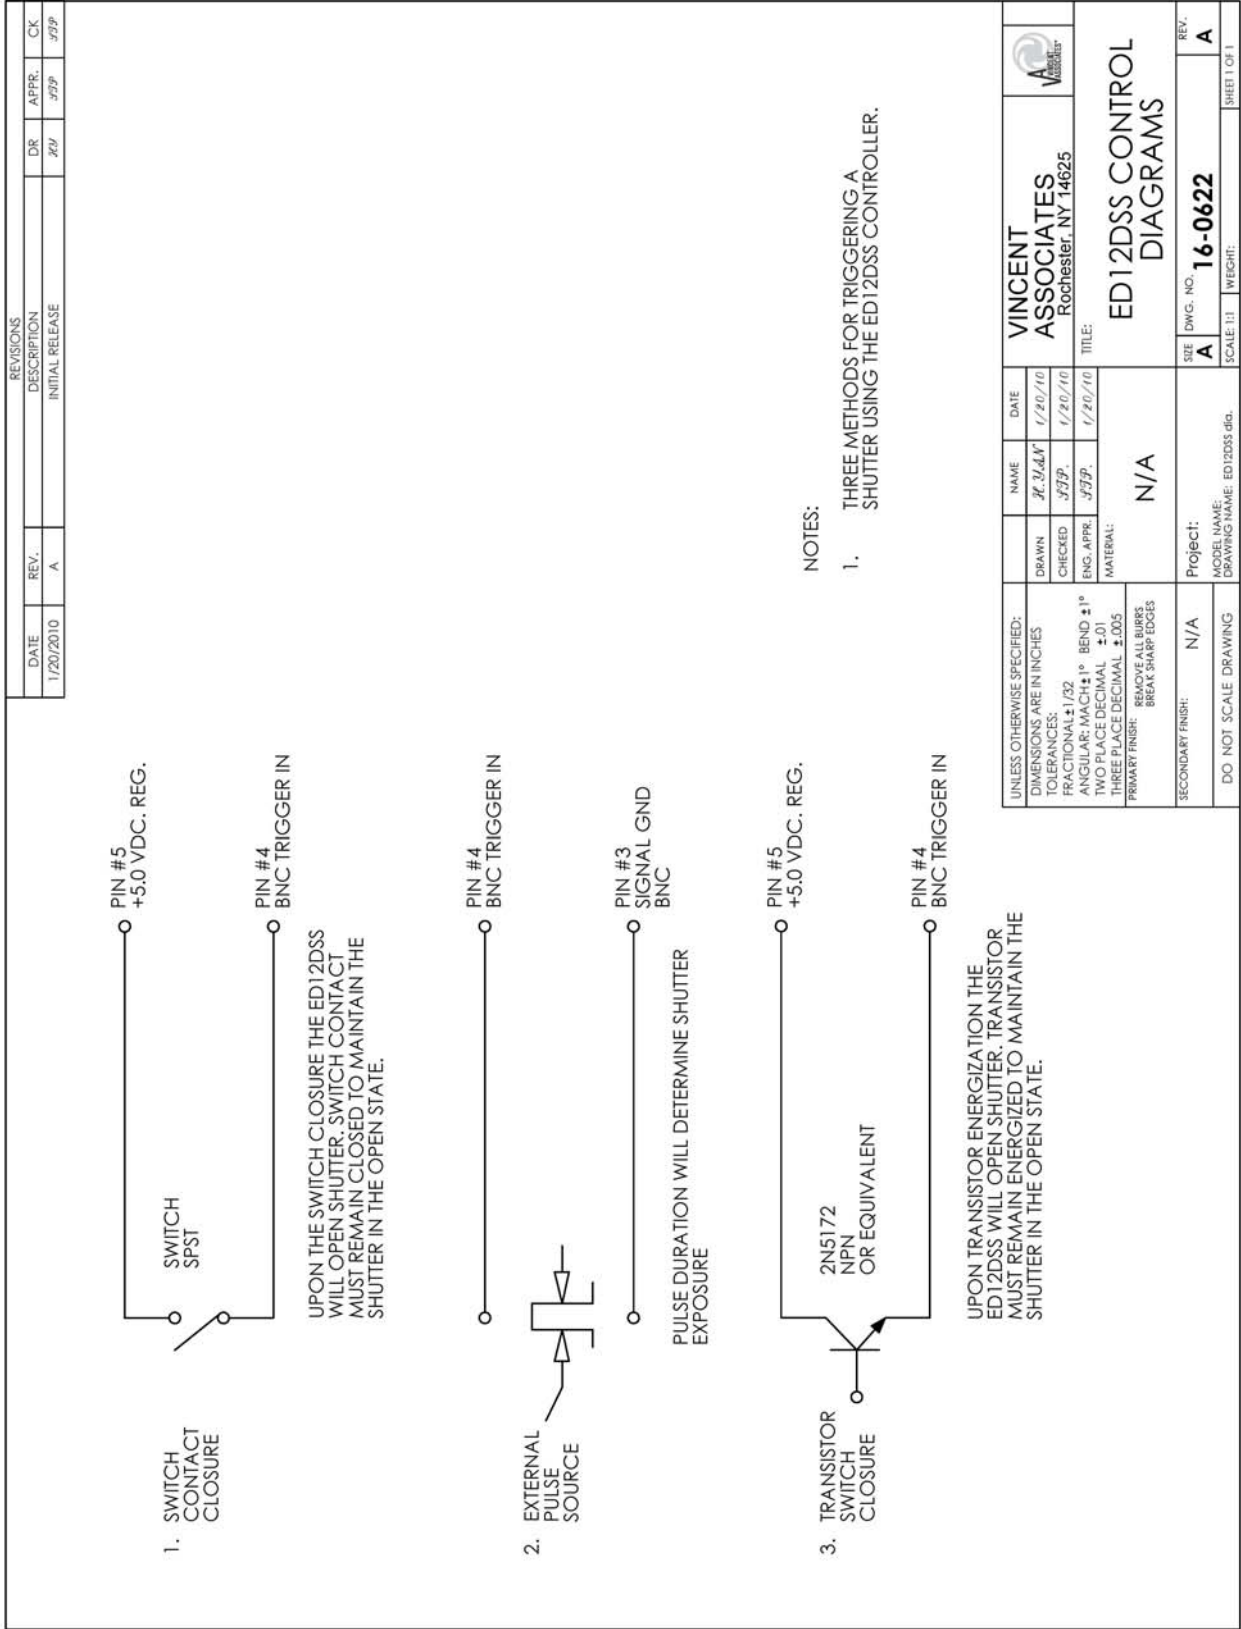 REVISIONS
DATE REV. DESCRIPTION DR APPR. CK
1/20/2010 A INITIAL RELEASE HY STP STP
1. SWITCH
CONTACT
CLOSURE
SWITCH
SPST
PIN #5
+5.0 VDC. REG.
PIN #4
BNC TRIGGER IN
UPON THE SWITCH CLOSURE THE ED12DSS
WILL OPEN SHUTTER. SWITCH CONTACT
MUST REMAIN CLOSED TO MAINTAIN THE
SHUTTER IN THE OPEN STATE.
2. EXTERNAL
PULSE
SOURCE
PIN #4
BNC TRIGGER IN
PIN #3
SIGNAL GND
BNC
PULSE DURATION WILL DETERMINE SHUTTER
EXPOSURE
3. TRANSISTOR
SWITCH
CLOSURE
2N5172
NPN
OR EQUIVALENT
PIN #5
+5.0 VDC. REG.
PIN #4
BNC TRIGGER IN
UPON TRANSISTOR ENERGIZATION THE
ED12DSS WILL OPEN SHUTTER. TRANSISTOR
MUST REMAIN ENERGIZED TO MAINTAIN THE
SHUTTER IN THE OPEN STATE.
NOTES:
1. THREE METHODS FOR TRIGGERING A
SHUTTER USING THE ED12DSS CONTROLLER.
UNLESS OTHERWISE SPECIFIED:
DIMENSIONS ARE IN INCHES
TOLERANCES:
FRACTIONAL±1/32
ANGULAR: MACH±1° BEND ±1°
TWO PLACE DECIMAL ±.01
THREE PLACE DECIMAL ±.005
PRIMARY FINISH: REMOVE ALL BURRS
BREAK SHARP EDGES
SECONDARY FINISH:
N/A
DO NOT SCALE DRAWING
NAME DATE
DRAWN H.YAN 1/20/10
CHECKED STP. 1/20/10
ENG. APPR. STP. 1/20/10
MATERIAL:
N/A
Project:
MODEL NAME:
DRAWING NAME: ED12DSS dia.
VINCENT
ASSOCIATES
Rochester, NY 14625
VA VINCENT
ASSOCIATES
TITLE:
ED12DSS CONTROL
DIAGRAMS
SIZE DWG. NO. REV.
A 16-0622 A
SCALE: 1:1 WEIGHT: SHEET 1 OF 1